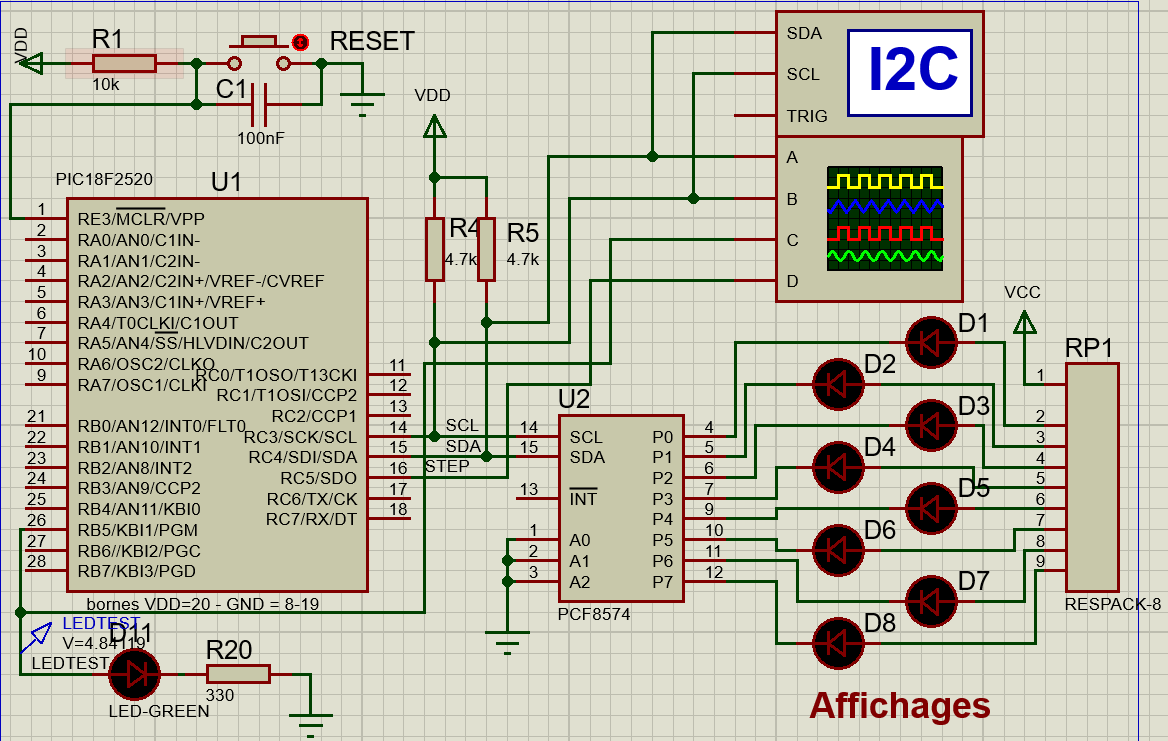 VDD
R1
10k
RESET
C1
100nF
VDD
PIC18F2520
U1
1 RE3/MCLR/VPP
2 RA0/AN0/C1IN-
3 RA1/AN1/C2IN-
4 RA2/AN2/C2IN+/VREF-/CVREF
5 RA3/AN3/C1IN+/VREF+
6 RA4/T0CLKI/C1OUT
7 RA5/AN4/SS/HLVDIN/C2OUT
10 RA6/OSC2/CLKO
9 RA7/OSC1/CLKI
21 RB0/AN12/INT0/FLT0
22 RB1/AN10/INT1
23 RB2/AN8/INT2
24 RB3/AN9/CCP2
25 RB4/AN11/KBI0
26 RB5/KBI1/PGM
27 RB6//KBI2/PGC
28 RB7/KBI3/PGD
RC0/T1OSO/T13CKI 11
RC1/T1OSI/CCP2 12
RC2/CCP1 13
RC3/SCK/SCL 14
RC4/SDI/SDA 15
RC5/SDO 16
RC6/TX/CK 17
RC7/RX/DT 18
bornes VDD=20 - GND = 8-19
LEDTEST
V=4.84119
LEDTEST
D11
LED-GREEN
R20
330
R4
4.7k
R5
4.7k
SCL
SDA
STEP
SDA
SCL
TRIG
I2C
A
B
C
D
U2
14 SCL
15 SDA
13 INT
1 A0
2 A1
3 A2
P0 4
P1 5
P2 6
P3 7
P4 9
P5 10
P6 11
P7 12
PCF8574
D1
D2
D3
D4
D5
D6
D7
D8
VCC
RP1
1
2
3
4
5
6
7
8
9
RESPACK-8
Affichages